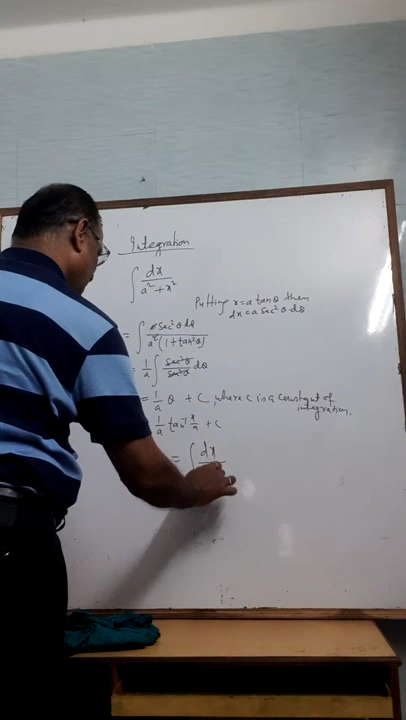 Integration
∫ dx / a² + x²
Putting x = a tanθ then
dx = a sec²θ dθ
= ∫ a sec²θ dθ / a² (1 + tan²θ)
= 1/a ∫ sec²θ / sec²θ dθ
= 1/a θ + C, where C is a constant of
integration.
1/a tan⁻¹ x/a + C
= ∫ dx